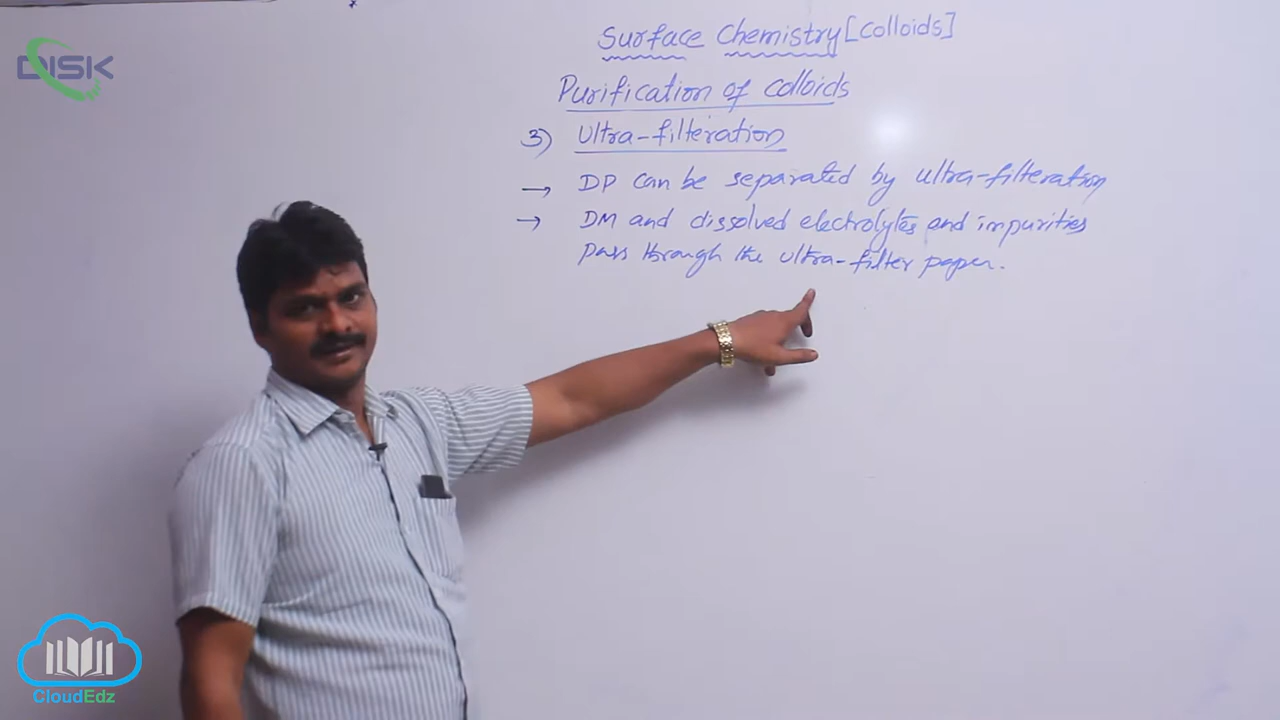 DISK
Surface Chemistry [Colloids]
Purification of Colloids
3) Ultra-filteration
→ DP can be separated by ultra-filteration
→ DM and dissolved electrolytes and impurities
pass through the ultra-filter paper.
CloudEdz